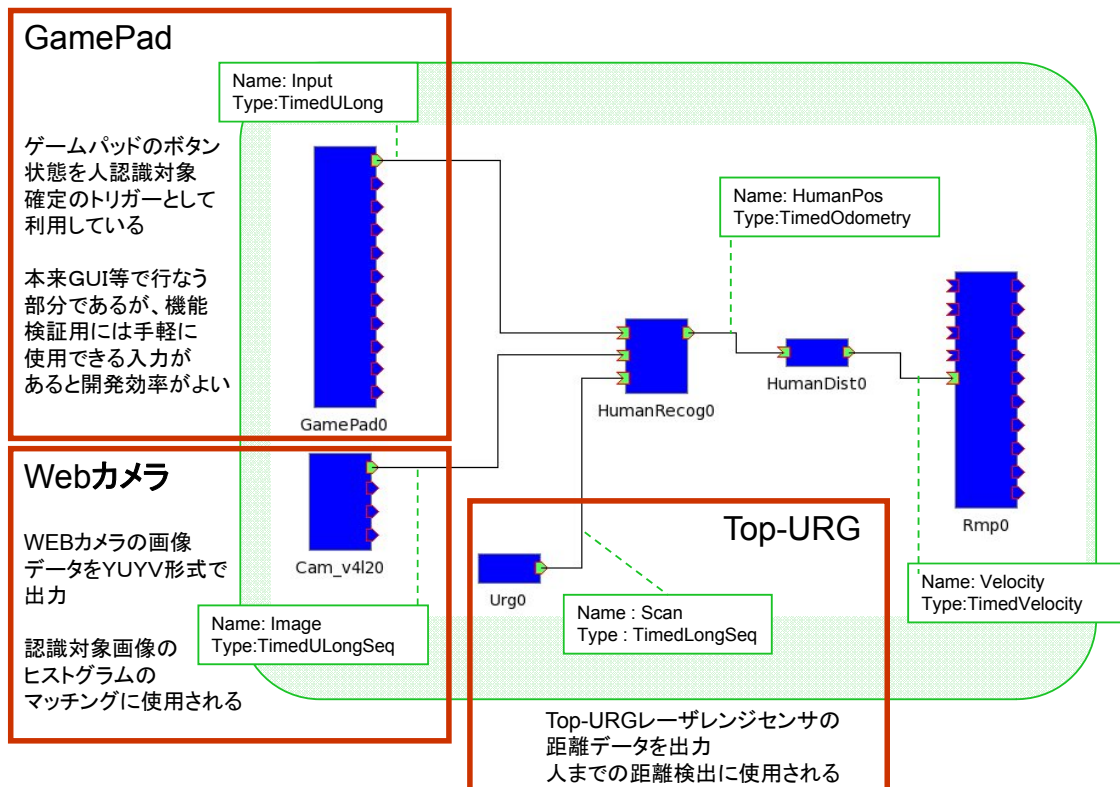 GamePad
Name: Input
Type:TimedULong
ゲームパッドのボタン
状態を人認識対象
確定のトリガーとして
利用している
本来GUI等で行なう
部分であるが、機能
検証用には手軽に
使用できる入力が
あると開発効率がよい
GamePad0
Name: HumanPos
Type:TimedOdometry
HumanRecog0
HumanDist0
Rmp0
Webカメラ
WEBカメラの画像
データをYUYV形式で
出力
認識対象画像の
ヒストグラムの
マッチングに使用される
Cam_v4l20
Name: Image
Type:TimedULongSeq
Top-URG
Urg0
Name : Scan
Type : TimedLongSeq
Name: Velocity
Type:TimedVelocity
Top-URGレーザレンジセンサの
距離データを出力
人までの距離検出に使用される